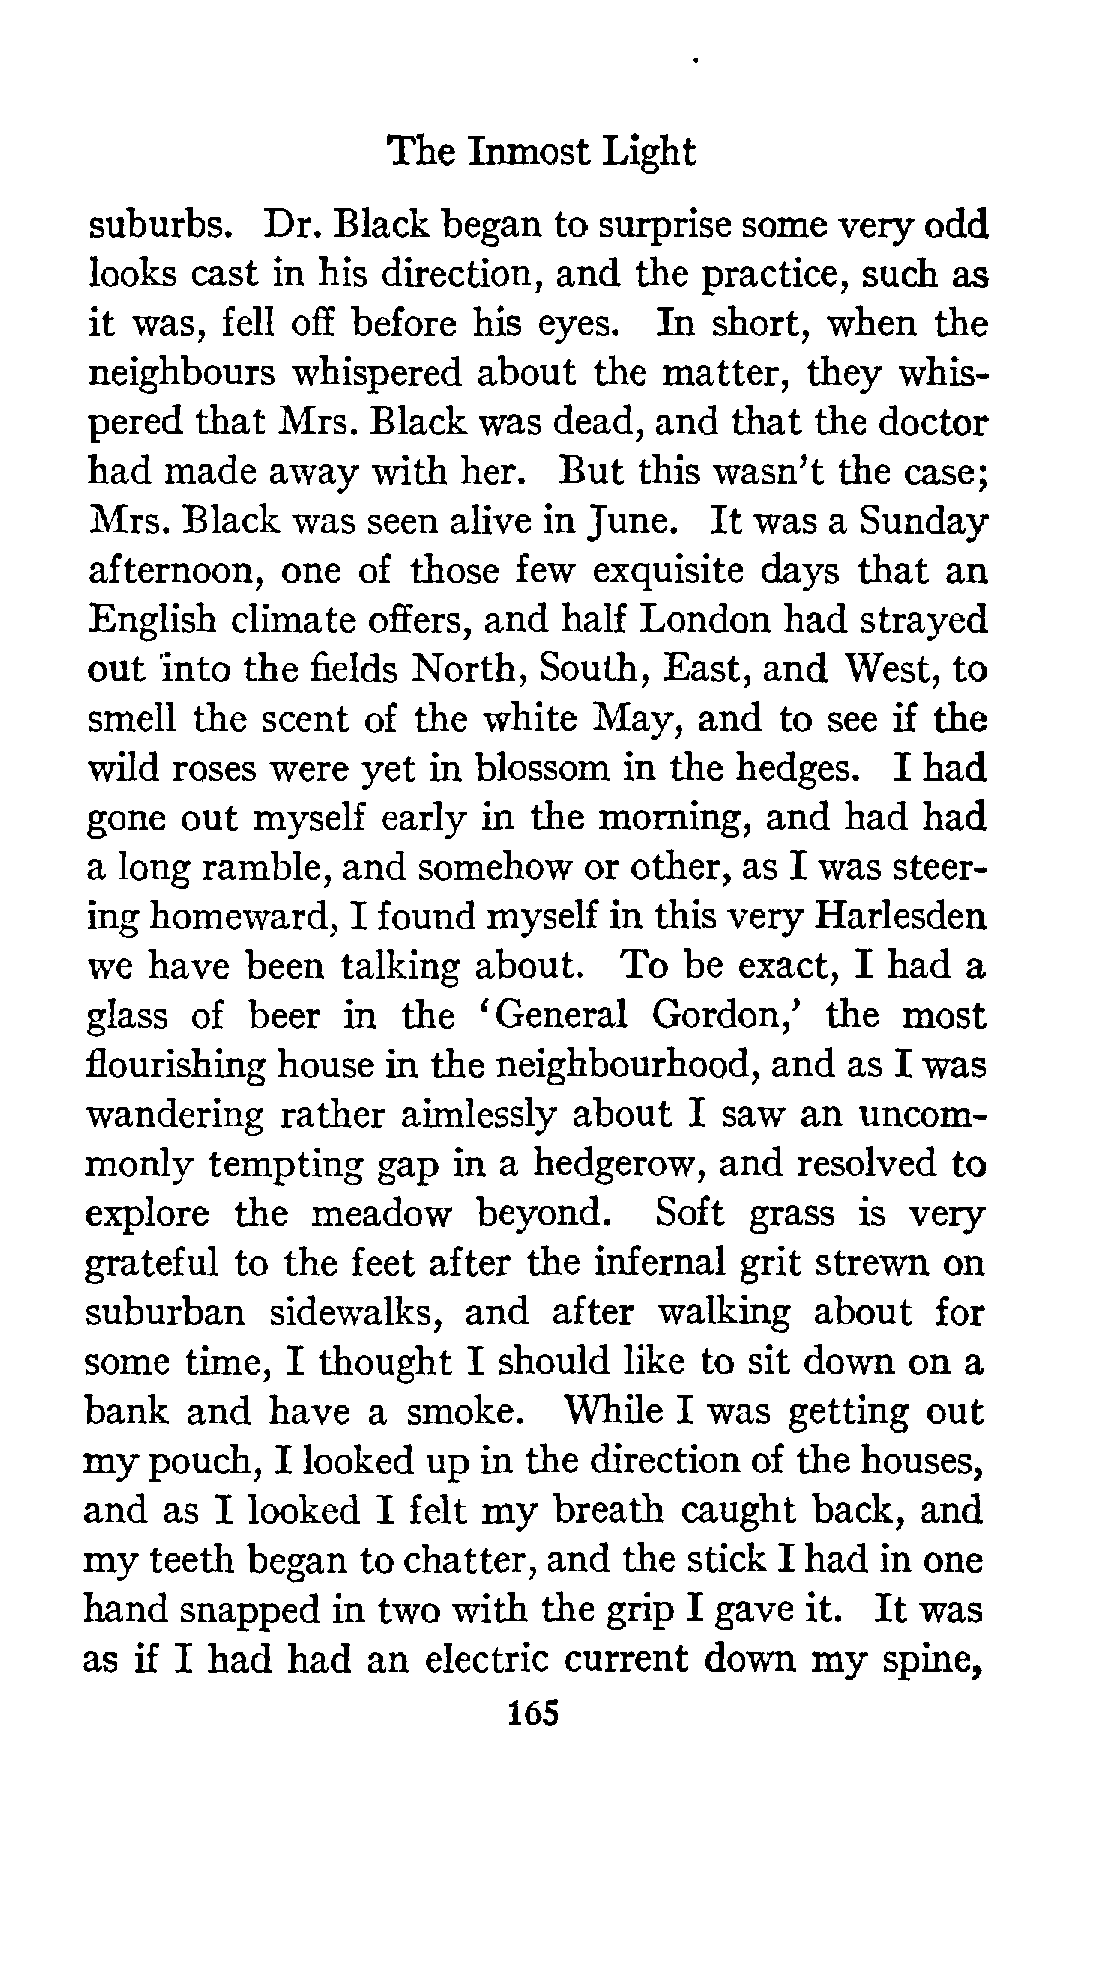 The Inmost Light
suburbs. Dr. Black began to surprise some very odd
looks cast in his direction, and the practice, such as
it was, fell off before his eyes. In short, when the
neighbours whispered about the matter, they whis-
pered that Mrs. Black was dead, and that the doctor
had made away with her. But this wasn't the case;
Mrs. Black was seen alive in June. It was a Sunday
afternoon, one of those few exquisite days that an
English climate offers, and half London had strayed
out into the fields North, South, East, and West, to
smell the scent of the white May, and to see if the
wild roses were yet in blossom in the hedges. I had
gone out myself early in the morning, and had had
a long ramble, and somehow or other, as I was steer-
ing homeward, I found myself in this very Harlesden
we have been talking about. To be exact, I had a
glass of beer in the ‘General Gordon,’ the most
flourishing house in the neighbourhood, and as I was
wandering rather aimlessly about I saw an uncom-
monly tempting gap in a hedgerow, and resolved to
explore the meadow beyond. Soft grass is very
grateful to the feet after the infernal grit strewn on
suburban sidewalks, and after walking about for
some time, I thought I should like to sit down on a
bank and have a smoke. While I was getting out
my pouch, I looked up in the direction of the houses,
and as I looked I felt my breath caught back, and
my teeth began to chatter, and the stick I had in one
hand snapped in two with the grip I gave it. It was
as if I had had an electric current down my spine,
165